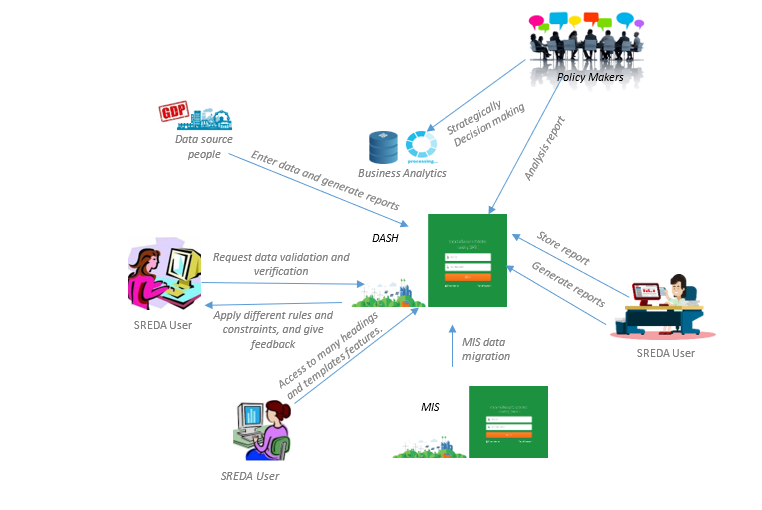 Policy Makers
GDP
Data source
people
Strategically
Decision making
processing...
Business Analytics
Analysis report
Enter data and generate reports
DASH
Request data validation and
verification
Store report
Generate reports
Apply different rules and
constraints, and give
feedback
SREDA User
Access to many headings
and templates features.
MIS data
migration
SREDA User
MIS
SREDA User